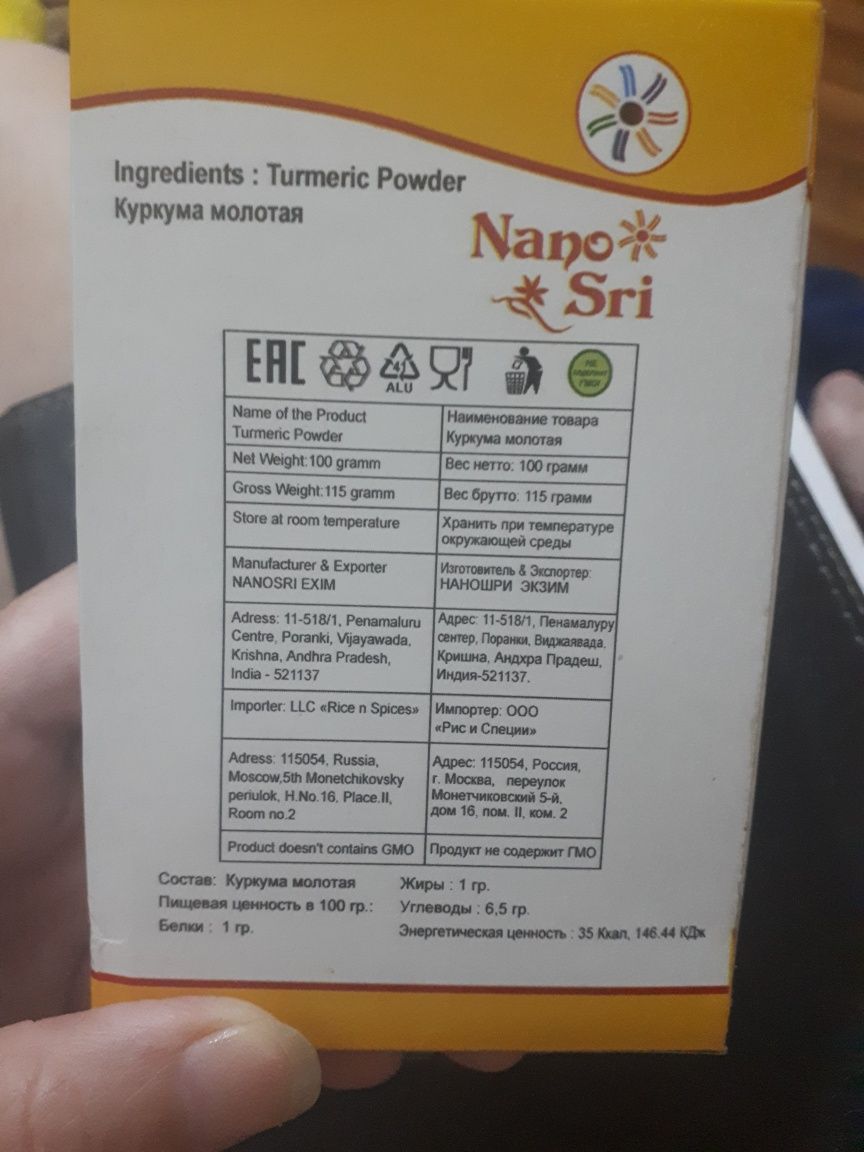 Ingredients : Turmeric Powder
Куркума молотая
Nano
Sri
EAC
41
ALU
НЕ
СОДЕРЖИТ
ГМО!
Name of the Product
Turmeric Powder
Наименование товара
Куркума молотая
Net Weight:100 gramm
Вес нетто: 100 грамм
Gross Weight:115 gramm
Вес брутто: 115 грамм
Store at room temperature
Хранить при температуре
окружающей среды
Manufacturer & Exporter
NANOSRI EXIM
Изготовитель & Экспортер:
НАНОШРИ ЭКЗИМ
Adress: 11-518/1, Penamaluru
Centre, Poranki, Vijayawada,
Krishna, Andhra Pradesh,
India - 521137
Адрес: 11-518/1, Пенамалуру
сентер, Поранки, Виджаявада,
Кришна, Андхра Прадеш,
Индия-521137.
Importer: LLC «Rice n Spices»
Импортер: ООО
«Рис и Специи»
Adress: 115054, Russia,
Moscow,5th Monetchikovsky
periulok, H.No.16, Place.II,
Room no.2
Адрес: 115054, Россия,
г. Москва, переулок
Монетчиковский 5-й,
дом 16, пом. II, ком. 2
Product doesn't contains GMO
Продукт не содержит ГМО
Состав: Куркума молотая
Пищевая ценность в 100 гр.:
Белки : 1 гр.
Жиры : 1 гр.
Углеводы : 6,5 гр.
Энергетическая ценность : 35 Ккал, 146.44 КДж